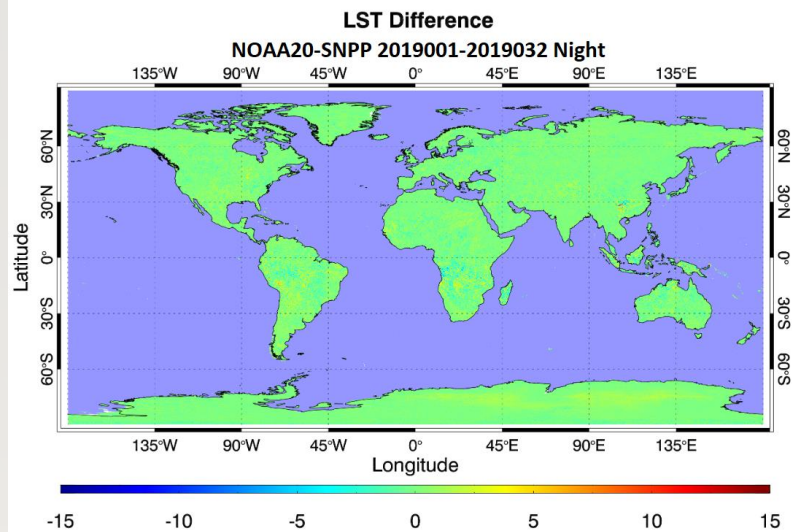 LST Difference
NOAA20-SNPP 2019001-2019032 Night
135°W 90°W 45°W 0° 45°E 90°E 135°E
60°N 60°N
30°N 30°N
Latitude
0° 0°
30°S 30°S
60°S 60°S
135°W 90°W 45°W 0° 45°E 90°E 135°E
Longitude
-15 -10 -5 0 5 10 15